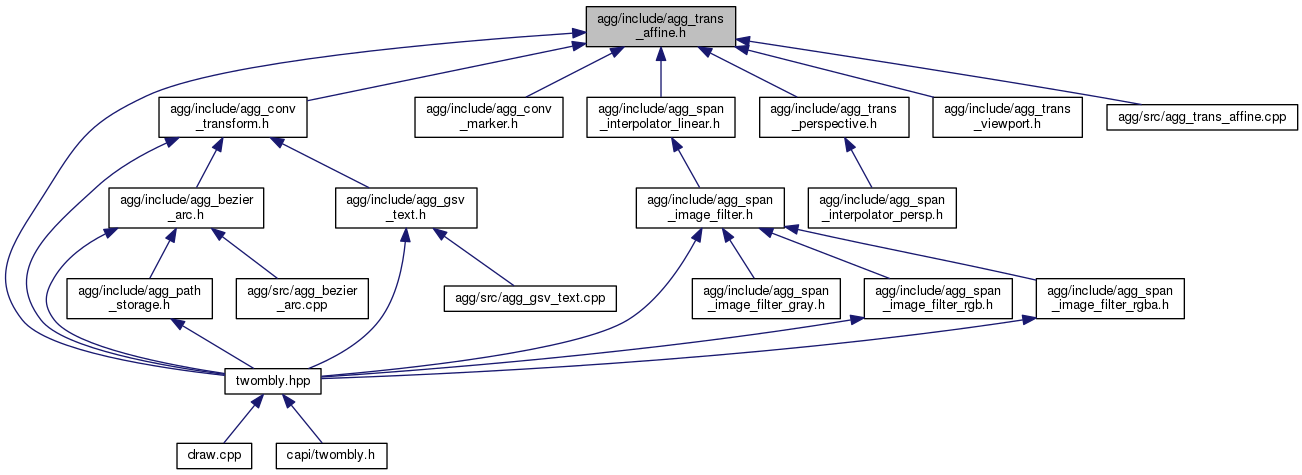 agg/include/agg_trans
_affine.h
agg/include/agg_conv
_transform.h
agg/include/agg_conv
_marker.h
agg/include/agg_span
_interpolator_linear.h
agg/include/agg_trans
_perspective.h
agg/include/agg_trans
_viewport.h
agg/src/agg_trans_affine.cpp
agg/include/agg_bezier
_arc.h
agg/include/agg_gsv
_text.h
agg/include/agg_span
_image_filter.h
agg/include/agg_span
_interpolator_persp.h
agg/include/agg_path
_storage.h
agg/src/agg_bezier
_arc.cpp
agg/src/agg_gsv_text.cpp
agg/include/agg_span
_image_filter_gray.h
agg/include/agg_span
_image_filter_rgb.h
agg/include/agg_span
_image_filter_rgba.h
twombly.hpp
draw.cpp
capi/twombly.h